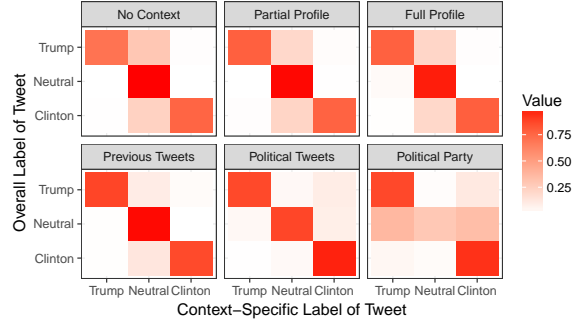 No Context
Partial Profile
Full Profile
Overall Label of Tweet
Trump
Neutral
Clinton
Previous Tweets
Political Tweets
Political Party
Trump
Neutral
Clinton
Trump Neutral Clinton
Trump Neutral Clinton
Trump Neutral Clinton
Context−Specific Label of Tweet
Value
0.75
0.50
0.25